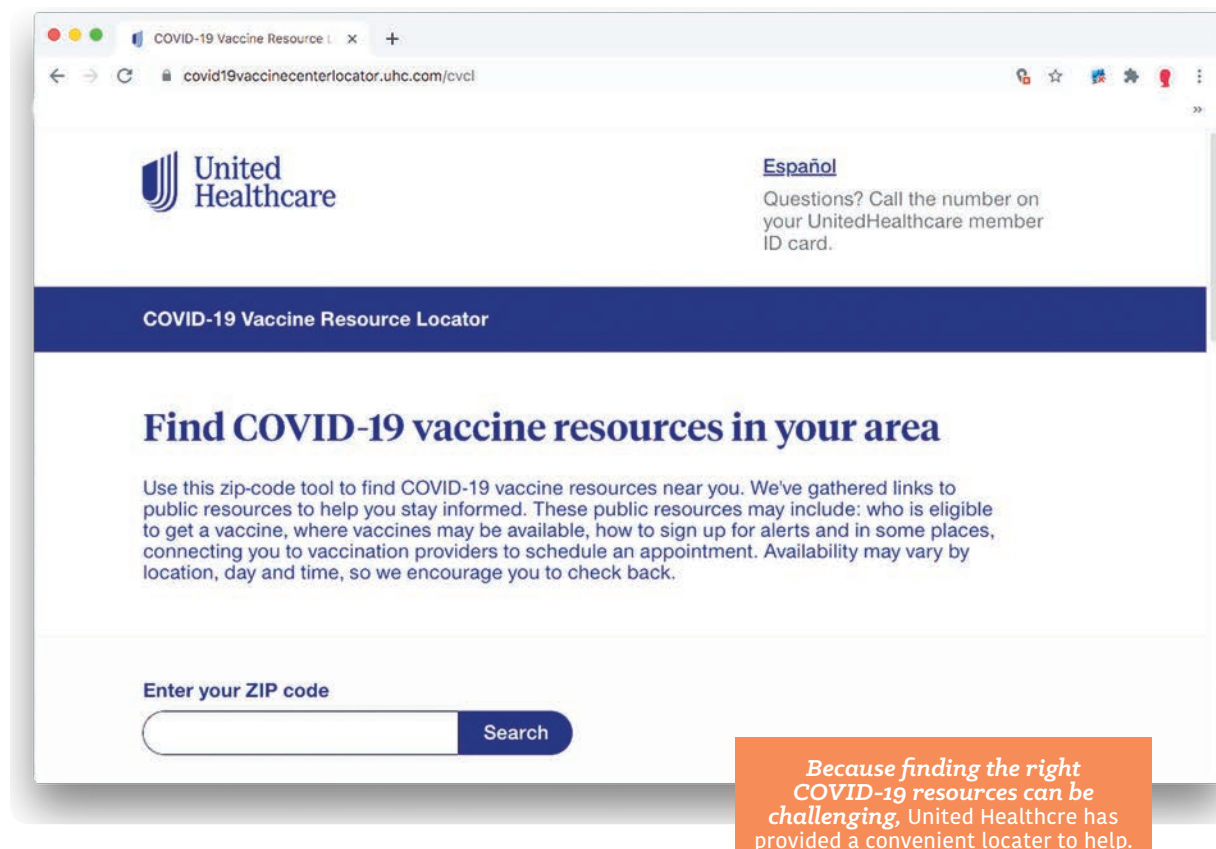 COVID-19 Vaccine Resource L
covid19vaccinecenterlocator.uhc.com/cvcl
United
Healthcare
Español
Questions? Call the number on
your UnitedHealthcare member
ID card.
COVID-19 Vaccine Resource Locator
Find COVID-19 vaccine resources in your area
Use this zip-code tool to find COVID-19 vaccine resources near you. We've gathered links to
public resources to help you stay informed. These public resources may include: who is eligible
to get a vaccine, where vaccines may be available, how to sign up for alerts and in some places,
connecting you to vaccination providers to schedule an appointment. Availability may vary by
location, day and time, so we encourage you to check back.
Enter your ZIP code
Search
Because finding the right
COVID-19 resources can be
challenging, United Healthcre has
provided a convenient locater to help.